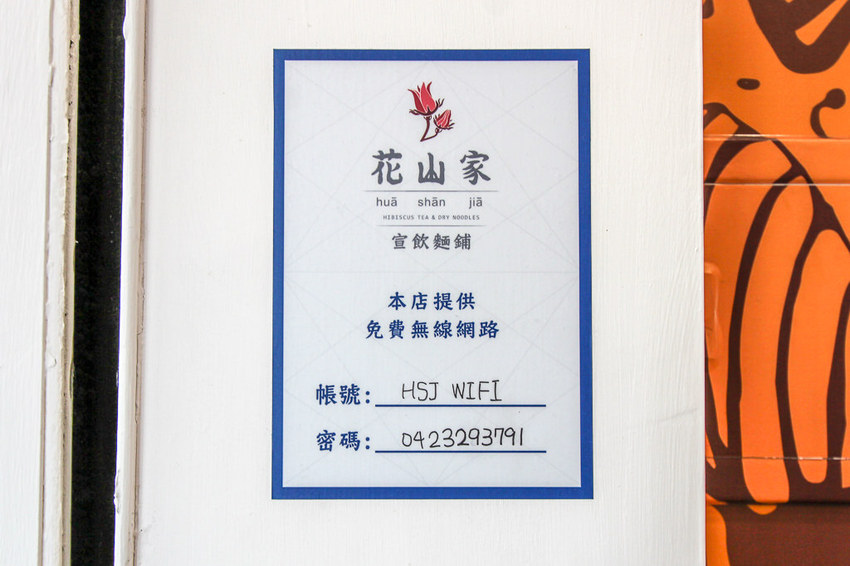 花山家
huā shān jiā
HIBISCUS TEA & DRY NOODLES
宣飲麵鋪
本店提供
免費無線網路
帳號: HSJ WIFI
密碼: 0423293791